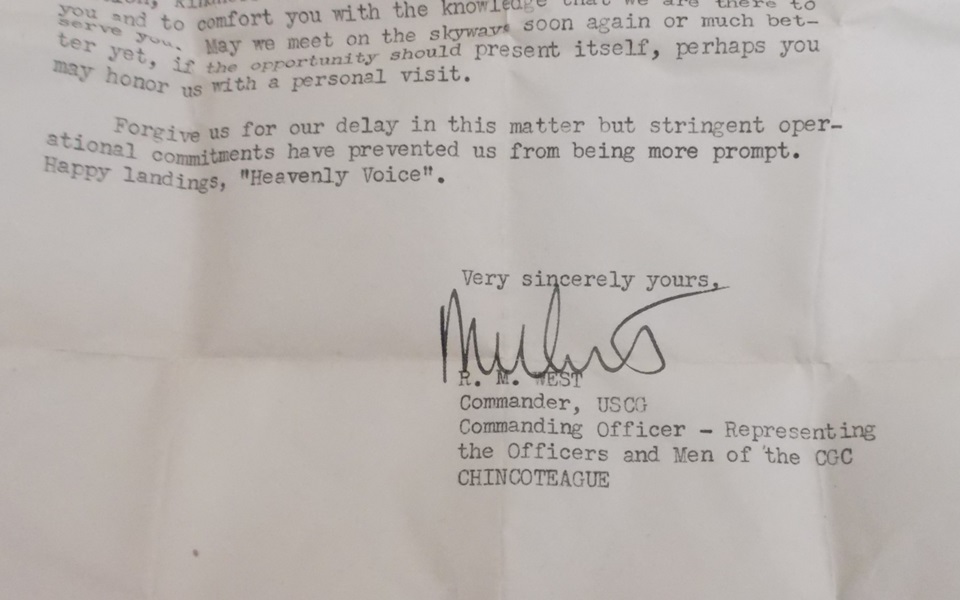 you and to comfort you with the knowledge that we are there to
serve you. May we meet on the skyways soon again or much bet-
ter yet, if the opportunity should present itself, perhaps you
may honor us with a personal visit.
Forgive us for our delay in this matter but stringent oper-
ational commitments have prevented us from being more prompt.
Happy landings, "Heavenly Voice".
Very sincerely yours,
R. M. WEST
Commander, USCG
Commanding Officer - Representing
the Officers and Men of the CGC
CHINCOTEAGUE